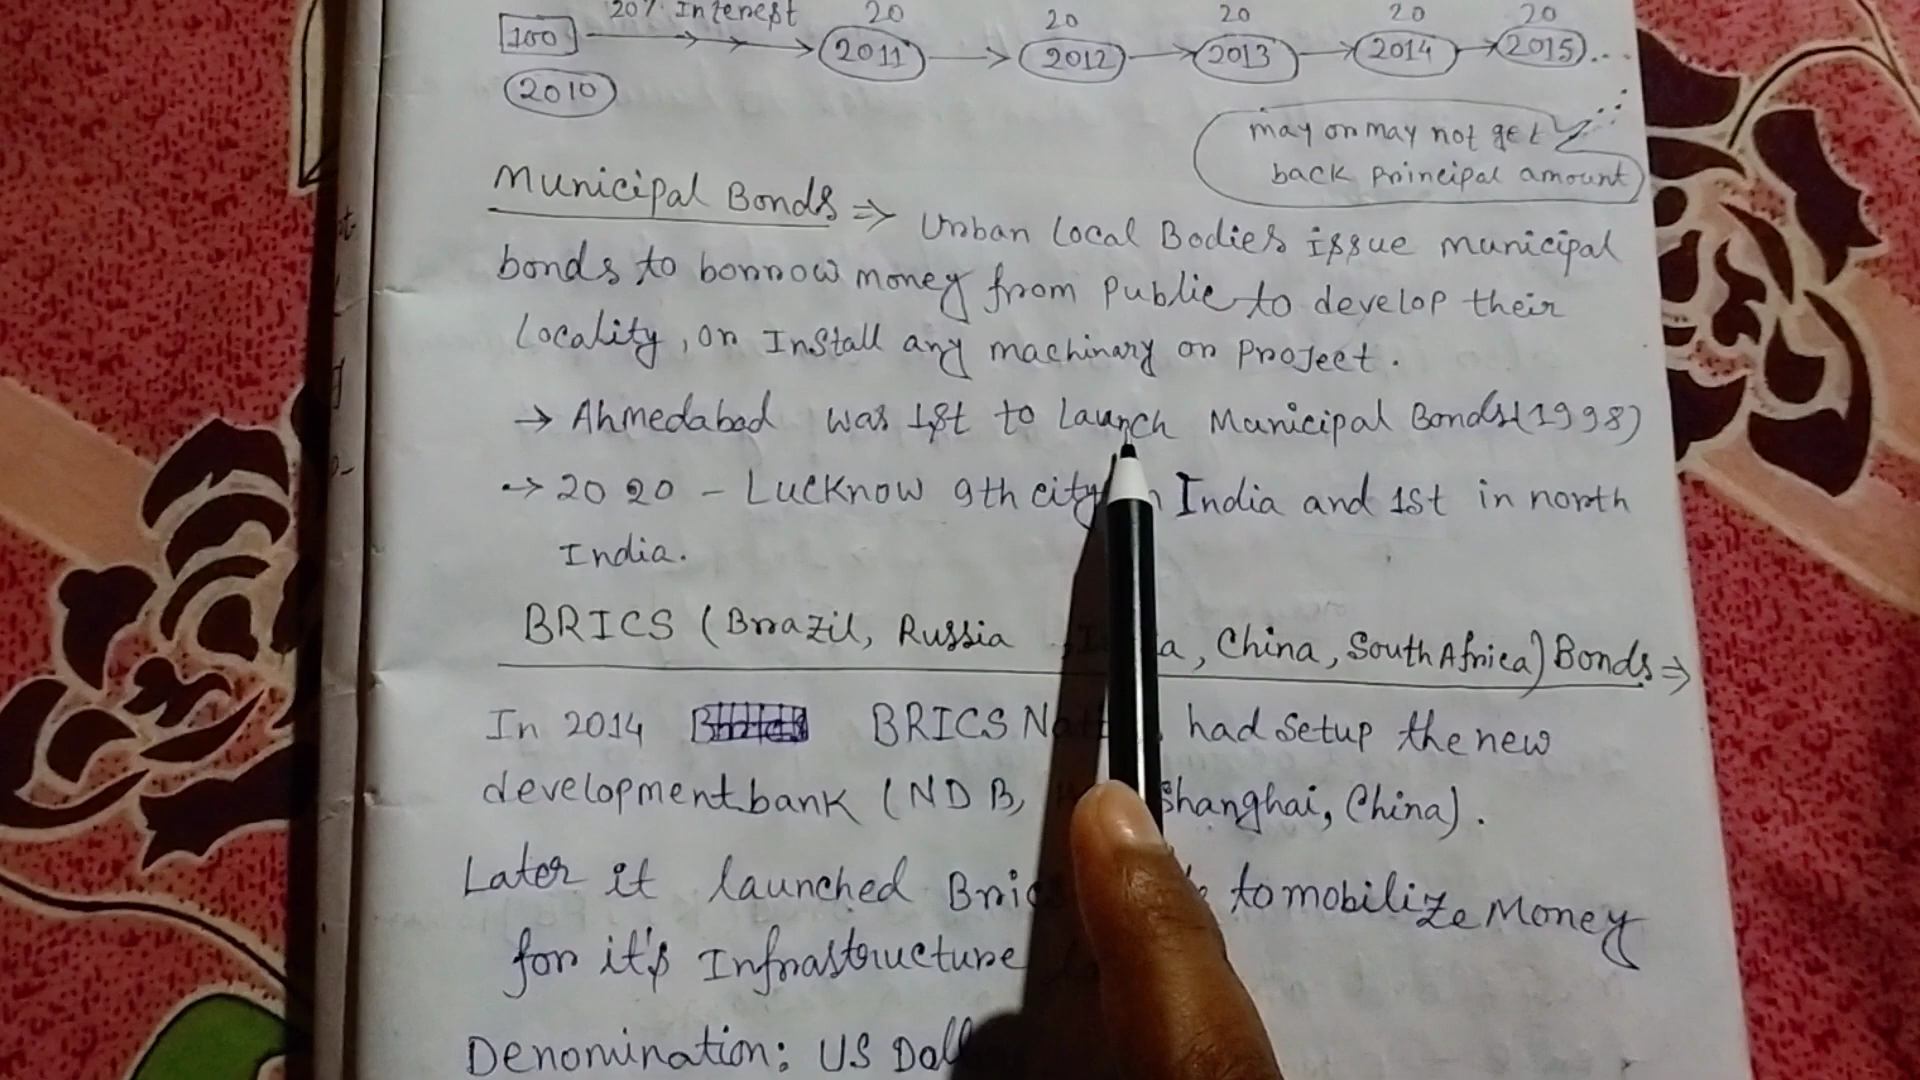 20% Interest 20 20 20 20 20
100 2011 2012 2013 2014 2015...
2010
may or may not get
back principal amount
Municipal Bonds ⇒ Urban Local Bodies issue municipal
bonds to borrow money from public to develop their
locality, or Install any machinary or project.
→ Ahmedabad was 1st to launch Municipal Bonds (1998)
→ 2020 - Lucknow 9th city India and 1st in north
India.
BRICS (Brazil, Russia, China, South Africa) Bonds ⇒
In 2014 BRICS had setup the new
development bank (NDB, Shanghai, China).
Later it launched to mobilize Money
for it's Infrastructure
Denomination: US